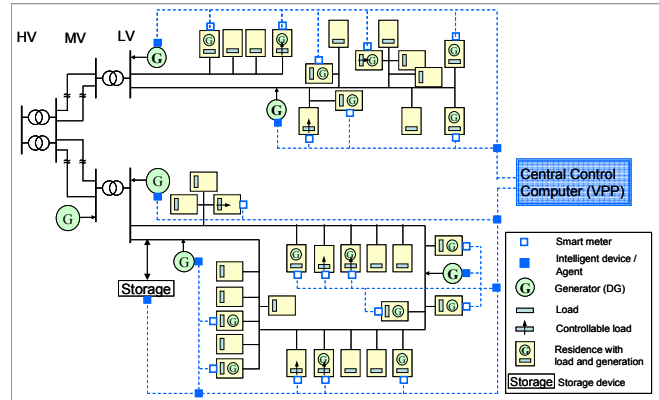 HV
MV
LV
G
G
G
G
G
G
G
G
G
G
Central Control
Computer (VPP)
G
G
G
G
Storage
G
G
G
G
G
G
G
G
G
G
Smart meter
Intelligent device /
Agent
G
Generator (DG)
Load
Controllable load
G
Residence with
load and generation
Storage
Storage device